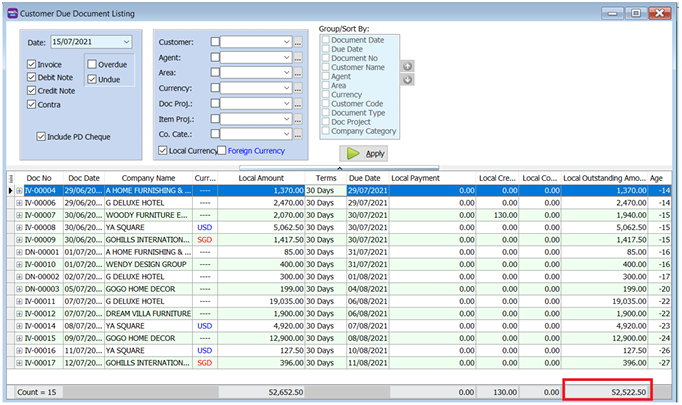 Customer Due Document Listing
Date: 15/07/2021
Invoice
Overdue
Debit Note
Undue
Credit Note
Contra
Include PD Cheque
Customer: ...
Agent: ...
Area: ...
Currency: ...
Doc Proj.: ...
Item Proj.: ...
Co. Cate.: ...
Local Currency Foreign Currency
Group/Sort By:
Document Date
Due Date
Document No
Customer Name
Agent
Area
Currency
Customer Code
Document Type
Doc Project
Company Category
Apply
Doc No Doc Date Company Name Curr... Local Amount Terms Due Date Local Payment Local Cre... Local Co... Local Outstanding Amo... Age
IV-00004 29/06/20... A HOME FURNISHING & ... ---- 1,370.00 30 Days 29/07/2021 0.00 0.00 0.00 1,370.00 -14
IV-00006 29/06/20... G DELUXE HOTEL ---- 2,470.00 30 Days 29/07/2021 0.00 0.00 0.00 2,470.00 -14
IV-00007 30/06/20... WOODY FURNITURE E... ---- 2,070.00 30 Days 30/07/2021 0.00 130.00 0.00 1,940.00 -15
IV-00008 30/06/20... YA SQUARE USD 5,062.50 30 Days 30/07/2021 0.00 0.00 0.00 5,062.50 -15
IV-00009 30/06/20... GOHILLS INTERNATION... SGD 1,417.50 30 Days 30/07/2021 0.00 0.00 0.00 1,417.50 -15
DN-00001 01/07/20... A HOME FURNISHING & ... ---- 85.00 30 Days 31/07/2021 0.00 0.00 0.00 85.00 -16
IV-00010 01/07/20... WENDY DESIGN GROUP ---- 400.00 30 Days 31/07/2021 0.00 0.00 0.00 400.00 -16
DN-00002 01/07/20... G DELUXE HOTEL ---- 300.00 30 Days 01/08/2021 0.00 0.00 0.00 300.00 -17
DN-00003 05/07/20... GOGO HOME DECOR ---- 199.00 30 Days 04/08/2021 0.00 0.00 0.00 199.00 -20
IV-00011 07/07/20... G DELUXE HOTEL ---- 19,035.00 30 Days 06/08/2021 0.00 0.00 0.00 19,035.00 -22
IV-00012 07/07/20... DREAM VILLA FURNITURE ---- 1,900.00 30 Days 06/08/2021 0.00 0.00 0.00 1,900.00 -22
IV-00014 08/07/20... YA SQUARE USD 4,920.00 30 Days 07/08/2021 0.00 0.00 0.00 4,920.00 -23
IV-00015 09/07/20... GOGO HOME DECOR ---- 12,900.00 30 Days 08/08/2021 0.00 0.00 0.00 12,900.00 -24
IV-00016 11/07/20... YA SQUARE USD 127.50 30 Days 10/08/2021 0.00 0.00 0.00 127.50 -26
IV-00017 12/07/20... GOHILLS INTERNATION... SGD 396.00 30 Days 11/08/2021 0.00 0.00 0.00 396.00 -27
Count = 15 52,652.50 0.00 130.00 0.00 52,522.50